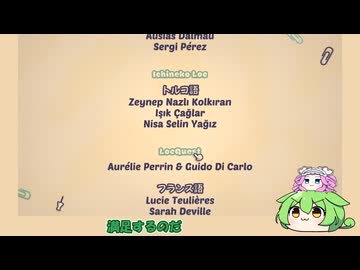 Ausiàs Dalmau
Sergi Pérez
Ichineko Loc
トルコ語
Zeynep Nazlı Kolkıran
Işık Çağlar
Nisa Selin Yağız
LocQuest
Aurélie Perrin & Guido Di Carlo
フランス語
Lucie Teulières
Sarah Deville
満足するのだ